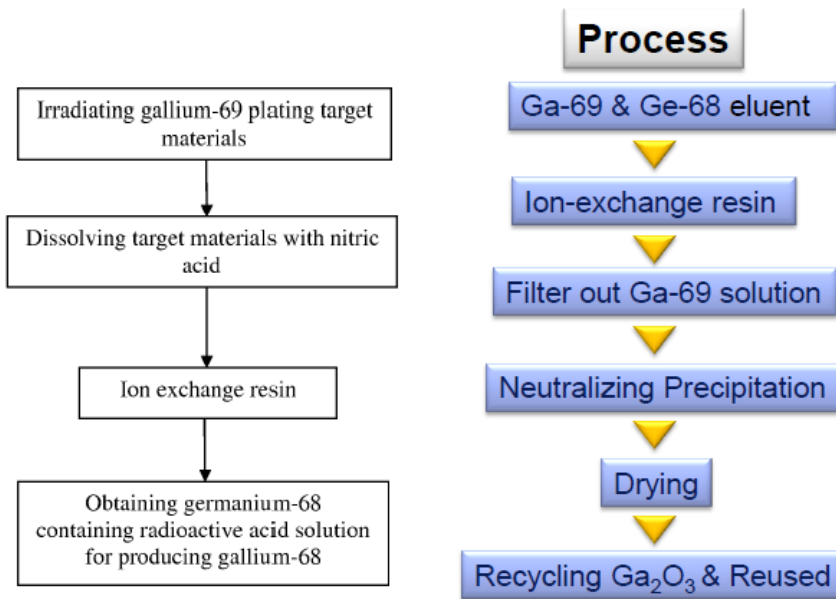 Irradiating gallium-69 plating target
materials
Dissolving target materials with nitric
acid
Ion exchange resin
Obtaining germanium-68
containing radioactive acid solution
for producing gallium-68
Process
Ga-69 & Ge-68 eluent
Ion-exchange resin
Filter out Ga-69 solution
Neutralizing Precipitation
Drying
Recycling Ga₂O₃ & Reused